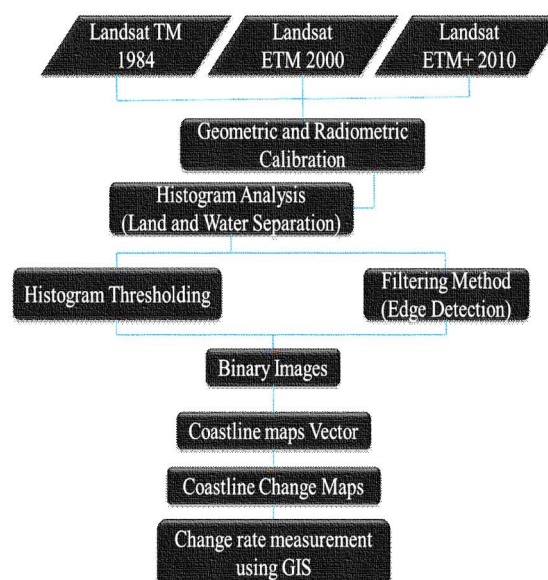 Landsat TM
1984
Landsat
ETM 2000
Landsat
ETM+ 2010
Geometric and Radiometric
Calibration
Histogram Analysis
(Land and Water Separation)
Histogram Thresholding
Filtering Method
(Edge Detection)
Binary Images
Coastline maps Vector
Coastline Change Maps
Change rate measurement
using GIS